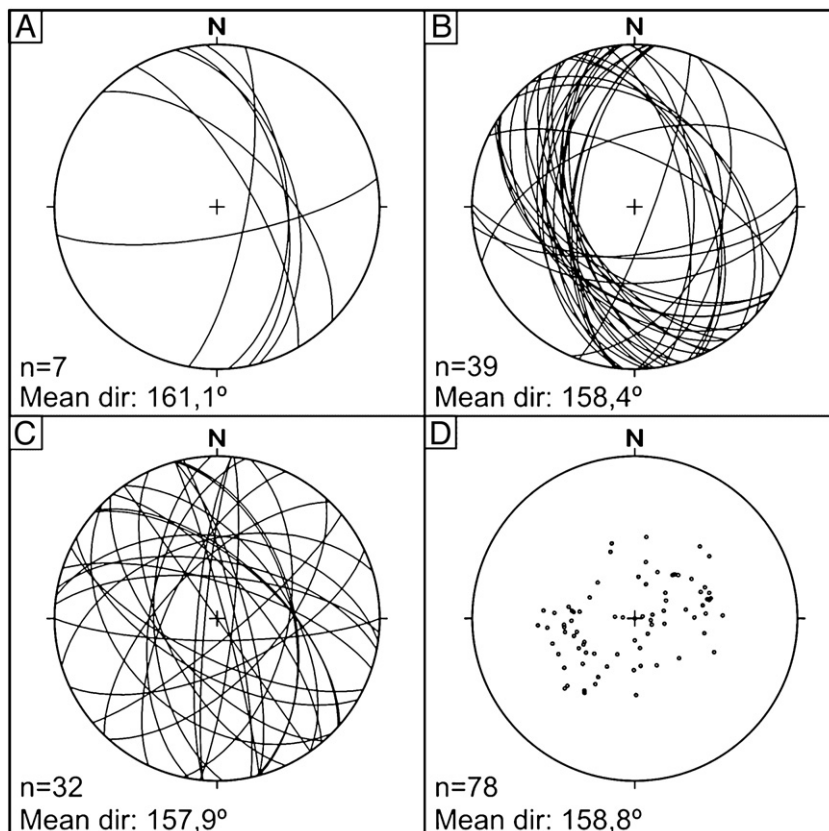 A
N
n=7
Mean dir: 161,1º
B
N
n=39
Mean dir: 158,4º
C
N
n=32
Mean dir: 157,9º
D
N
n=78
Mean dir: 158,8º